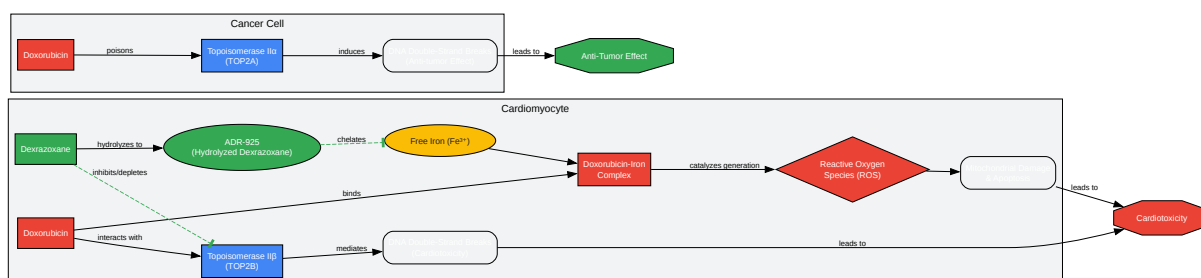 Cancer Cell
Doxorubicin
poisons
Topoisomerase IIα
(TOP2A)
induces
leads to
Anti-Tumor Effect
Cardiomyocyte
Dexrazoxane
hydrolyzes to
ADR-925
(Hydrolyzed Dexrazoxane)
chelates
Free Iron (Fe³⁺)
inhibits/depletes
binds
Doxorubicin-Iron
Complex
catalyzes generation
Reactive Oxygen
Species (ROS)
leads to
Cardiotoxicity
Doxorubicin
interacts with
Topoisomerase IIβ
(TOP2B)
mediates
leads to